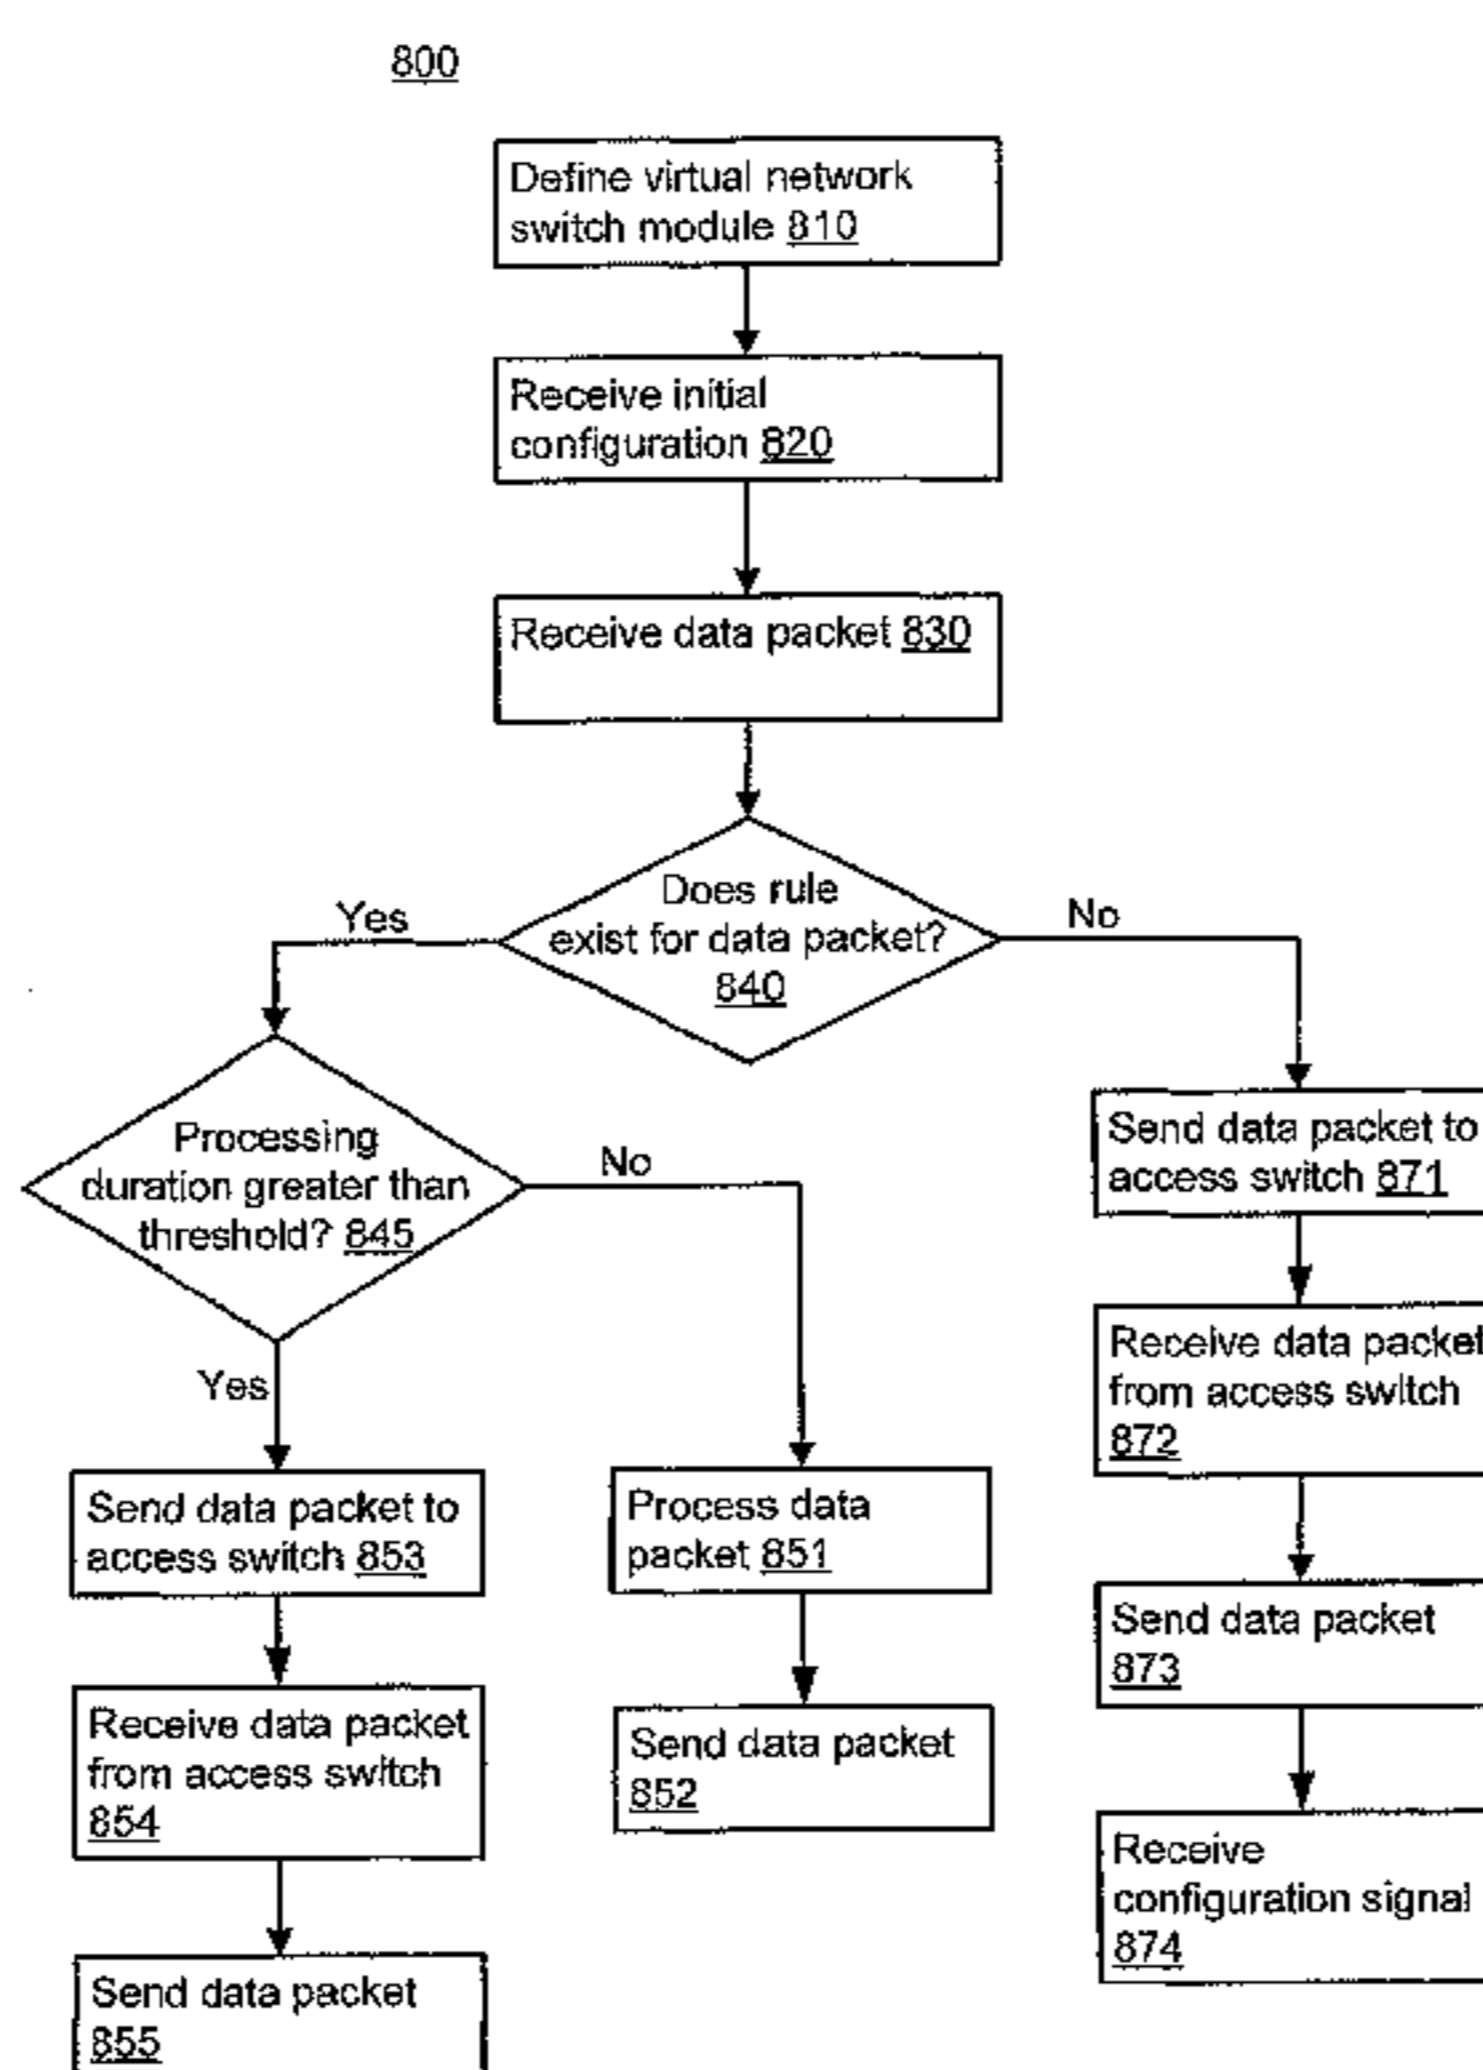 800
Define virtual network
switch module 810
Receive initial
configuration 820
Receive data packet 830
Does rule
exist for data packet?
840
Yes
No
Processing
duration greater than
threshold? 845
No
Yes
Send data packet to
access switch 871
Receive data packet
from access switch
872
Send data packet
873
Receive
configuration signal
874
Send data packet to
access switch 853
Receive data packet
from access switch
854
Send data packet
855
Process data
packet 851
Send data packet
852